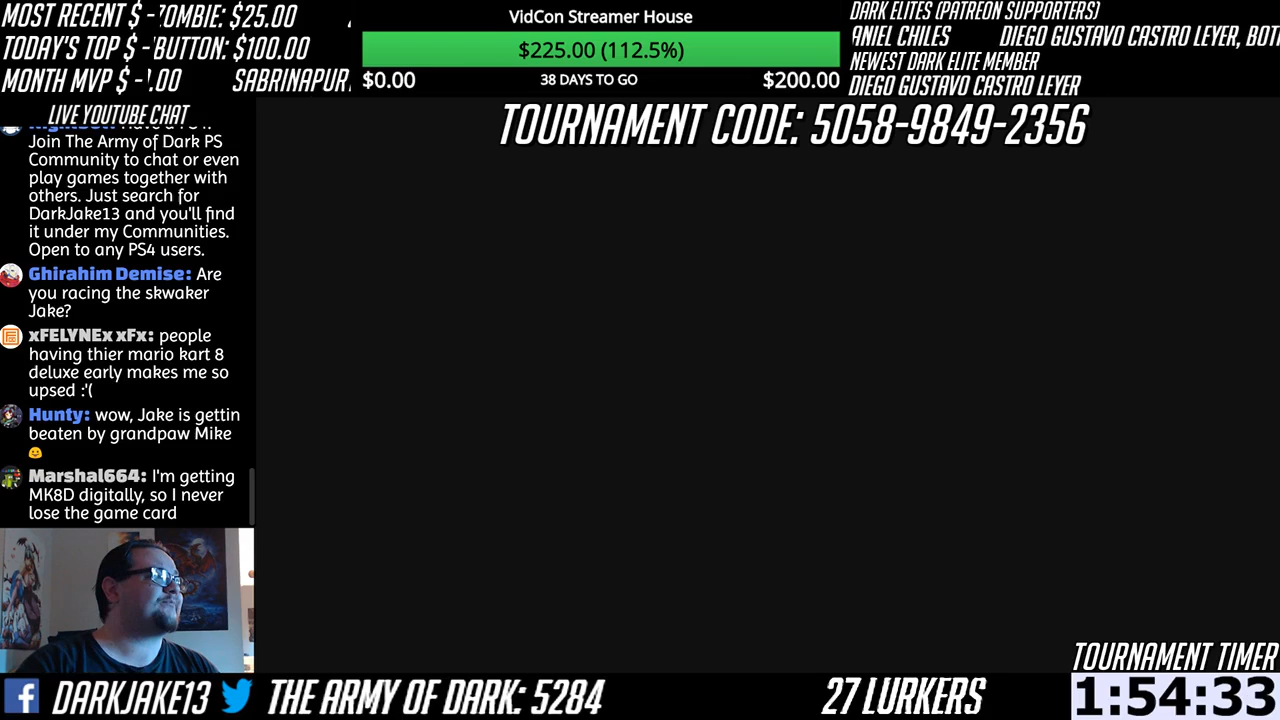 MOST RECENT $ - ZOMBIE: $25.00
TODAY'S TOP $ - BUTTON: $100.00
MONTH MVP $ - .00 SABRINAPUR
VidCon Streamer House
$225.00 (112.5%)
$0.00 38 DAYS TO GO $200.00
DARK ELITES (PATREON SUPPORTERS)
ANIEL CHILES DIEGO GUSTAVO CASTRO LEYER, BOTH
NEWEST DARK ELITE MEMBER
DIEGO GUSTAVO CASTRO LEYER
LIVE YOUTUBE CHAT
TOURNAMENT CODE: 5058-9849-2356
Join The Army of Dark PS
Community to chat or even
play games together with
others. Just search for
DarkJake13 and you'll find
it under my Communities.
Open to any PS4 users.
Ghirahim Demise: Are
you racing the skwaker
Jake?
xFELYNEx xFx: people
having thier mario kart 8
deluxe early makes me so
upsed :'(
Hunty: wow, Jake is gettin
beaten by grandpaw Mike
Marshal664: I'm getting
MK8D digitally, so I never
lose the game card
TOURNAMENT TIMER
1:54:33
DARKJAKE13 THE ARMY OF DARK: 5284 27 LURKERS